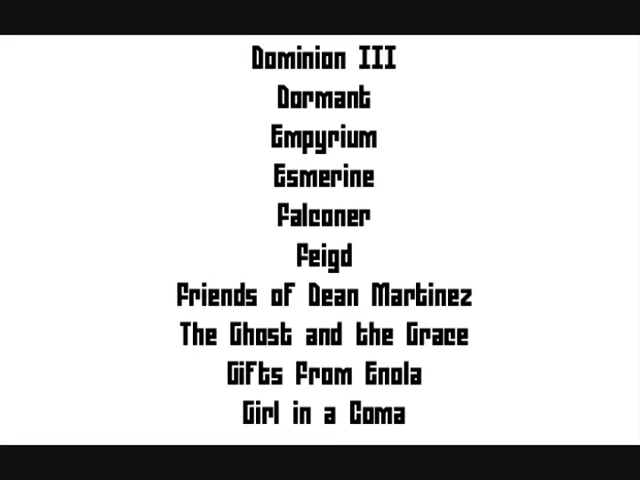 Dominion III
Dormant
Empyrium
Esmerine
Falconer
Feigd
Friends of Dean Martinez
The Ghost and the Grace
Gifts from Enola
Girl in a Coma